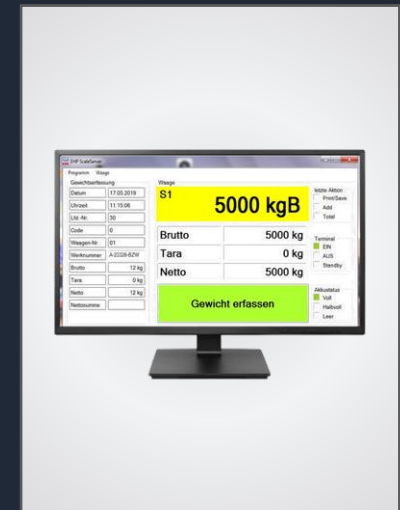 EHP ScaleServer
Programm Waage
Gewichtserfassung
Datum 17.05.2019
Uhrzeit 11:15:06
Lfd.-Nr. 30
Code 0
Waagen-Nr 01
Werknummer
Brutto 12 kg
Tara 0 kg
Netto 12 kg
Nettosumme
Waage
S1
5000 kgB
Brutto 5000 kg
Tara 0 kg
Netto 5000 kg
Gewicht erfassen
letzte Aktion
Print/Save
Add
Total
Terminal
EIN
AUS
Standby
Akkustatus
Voll
Halbvoll
Leer